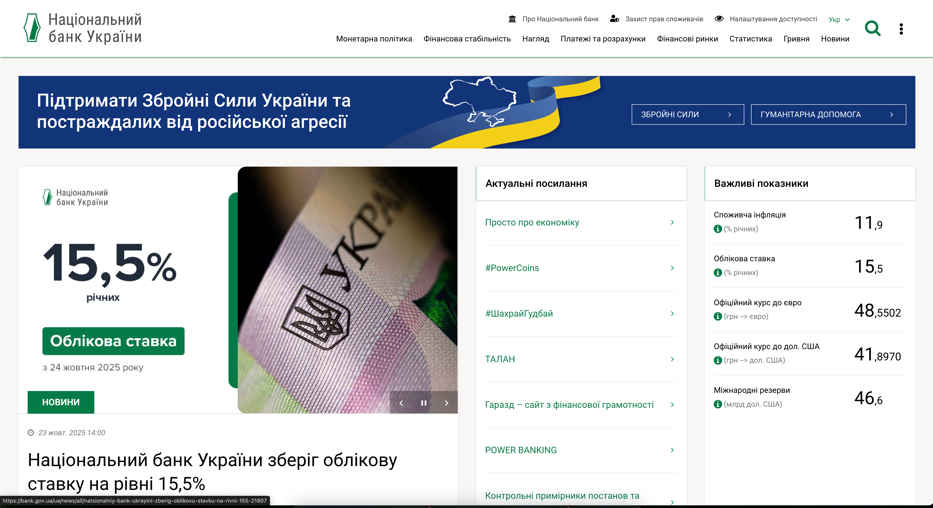 Національний
банк України
Про Національний банк
Захист прав споживачів
Налаштування доступності
Укр
Монетарна політика
Фінансова стабільність
Нагляд
Платежі та розрахунки
Фінансові ринки
Статистика
Гривня
Новини
Підтримати Збройні Сили України та
постраждалих від російської агресії
ЗБРОЙНІ СИЛИ
ГУМАНІТАРНА ДОПОМОГА
Національний
банк України
15,5%
річних
Облікова ставка
з 24 жовтня 2025 року
УКРА
НОВИНИ
23 жовт. 2025 14:00
Національний банк України зберіг облікову
ставку на рівні 15,5%
Актуальні посилання
Просто про економіку
#PowerCoins
#ШахрайГудбай
ТАЛАН
Гаразд – сайт з фінансової грамотності
POWER BANKING
Контрольні примірники постанов та
Важливі показники
Споживча інфляція
(% річних)
11,9
Облікова ставка
(% річних)
15,5
Офіційний курс до євро
(грн –> євро)
48,5502
Офіційний курс до дол. США
(грн –> дол. США)
41,8970
Міжнародні резерви
(млрд дол. США)
46,6
https://bank.gov.ua/ua/news/all/natsionalniy-bank-ukrayini-zberig-oblikovu-stavku-na-rivni-155-21807